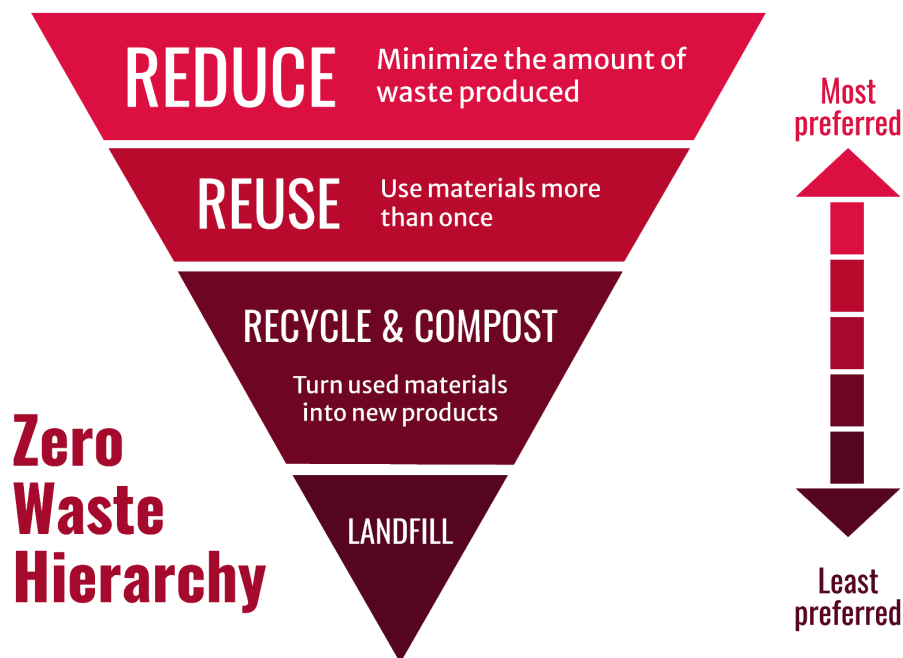 REDUCE
Minimize the amount of
waste produced
REUSE
Use materials more
than once
RECYCLE & COMPOST
Turn used materials
into new products
LANDFILL
Zero
Waste
Hierarchy
Most
preferred
Least
preferred